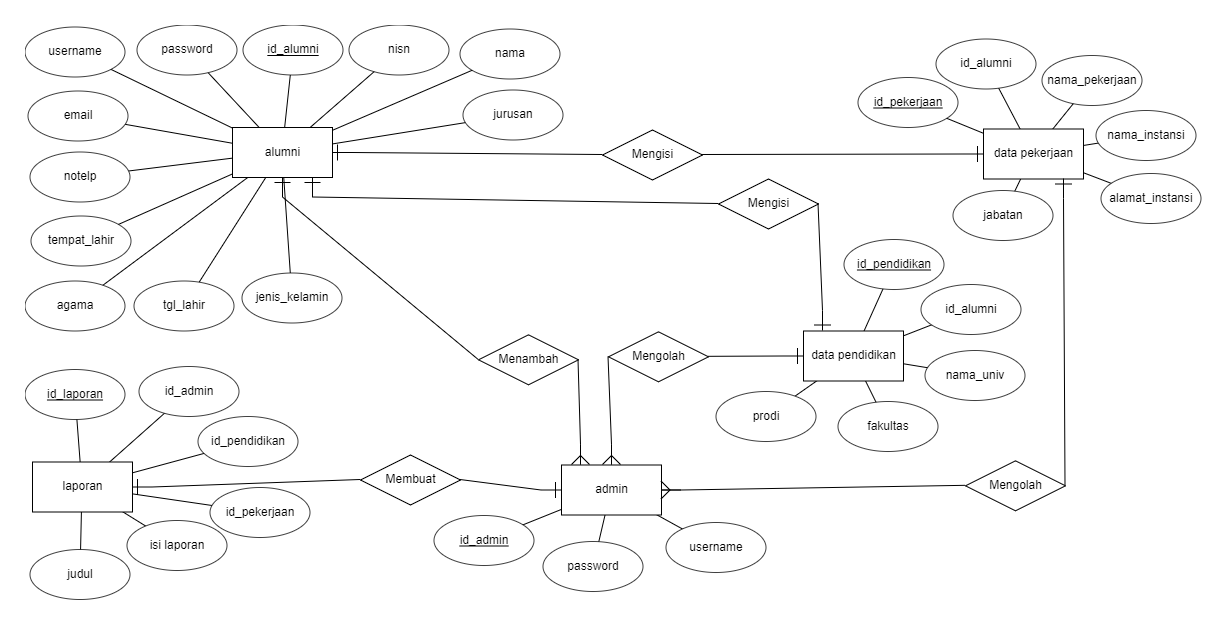 username
password
id_alumni
nisn
nama
email
jurusan
alumni
notelp
tempat_lahir
agama
tgl_lahir
jenis_kelamin
Mengisi
Mengisi
id_alumni
nama_pekerjaan
id_pekerjaan
nama_instansi
data pekerjaan
alamat_instansi
jabatan
id_pendidikan
id_alumni
data pendidikan
nama_univ
prodi
fakultas
Menambah
Mengolah
id_laporan
id_admin
id_pendidikan
laporan
id_pekerjaan
isi laporan
judul
Membuat
admin
Mengolah
id_admin
password
username